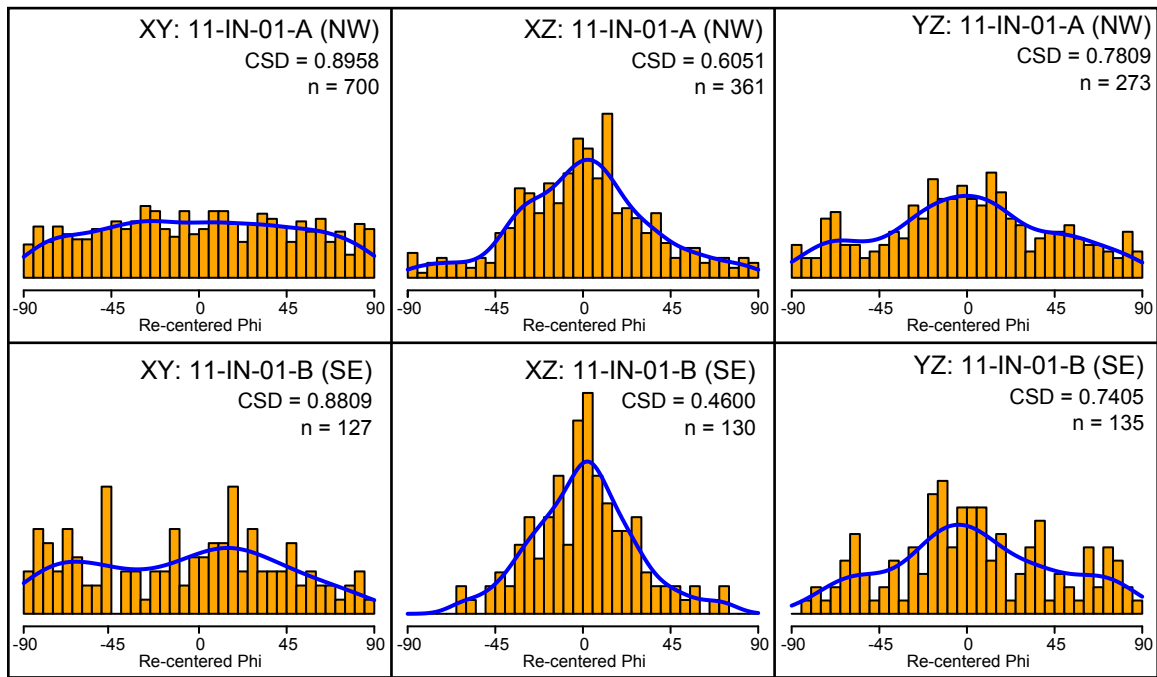 XY: 11-IN-01-A (NW)
CSD = 0.8958
n = 700
-90 -45 0 45 90
Re-centered Phi
XZ: 11-IN-01-A (NW)
CSD = 0.6051
n = 361
-90 -45 0 45 90
Re-centered Phi
YZ: 11-IN-01-A (NW)
CSD = 0.7809
n = 273
-90 -45 0 45 90
Re-centered Phi
XY: 11-IN-01-B (SE)
CSD = 0.8809
n = 127
-90 -45 0 45 90
Re-centered Phi
XZ: 11-IN-01-B (SE)
CSD = 0.4600
n = 130
-90 -45 0 45 90
Re-centered Phi
YZ: 11-IN-01-B (SE)
CSD = 0.7405
n = 135
-90 -45 0 45 90
Re-centered Phi